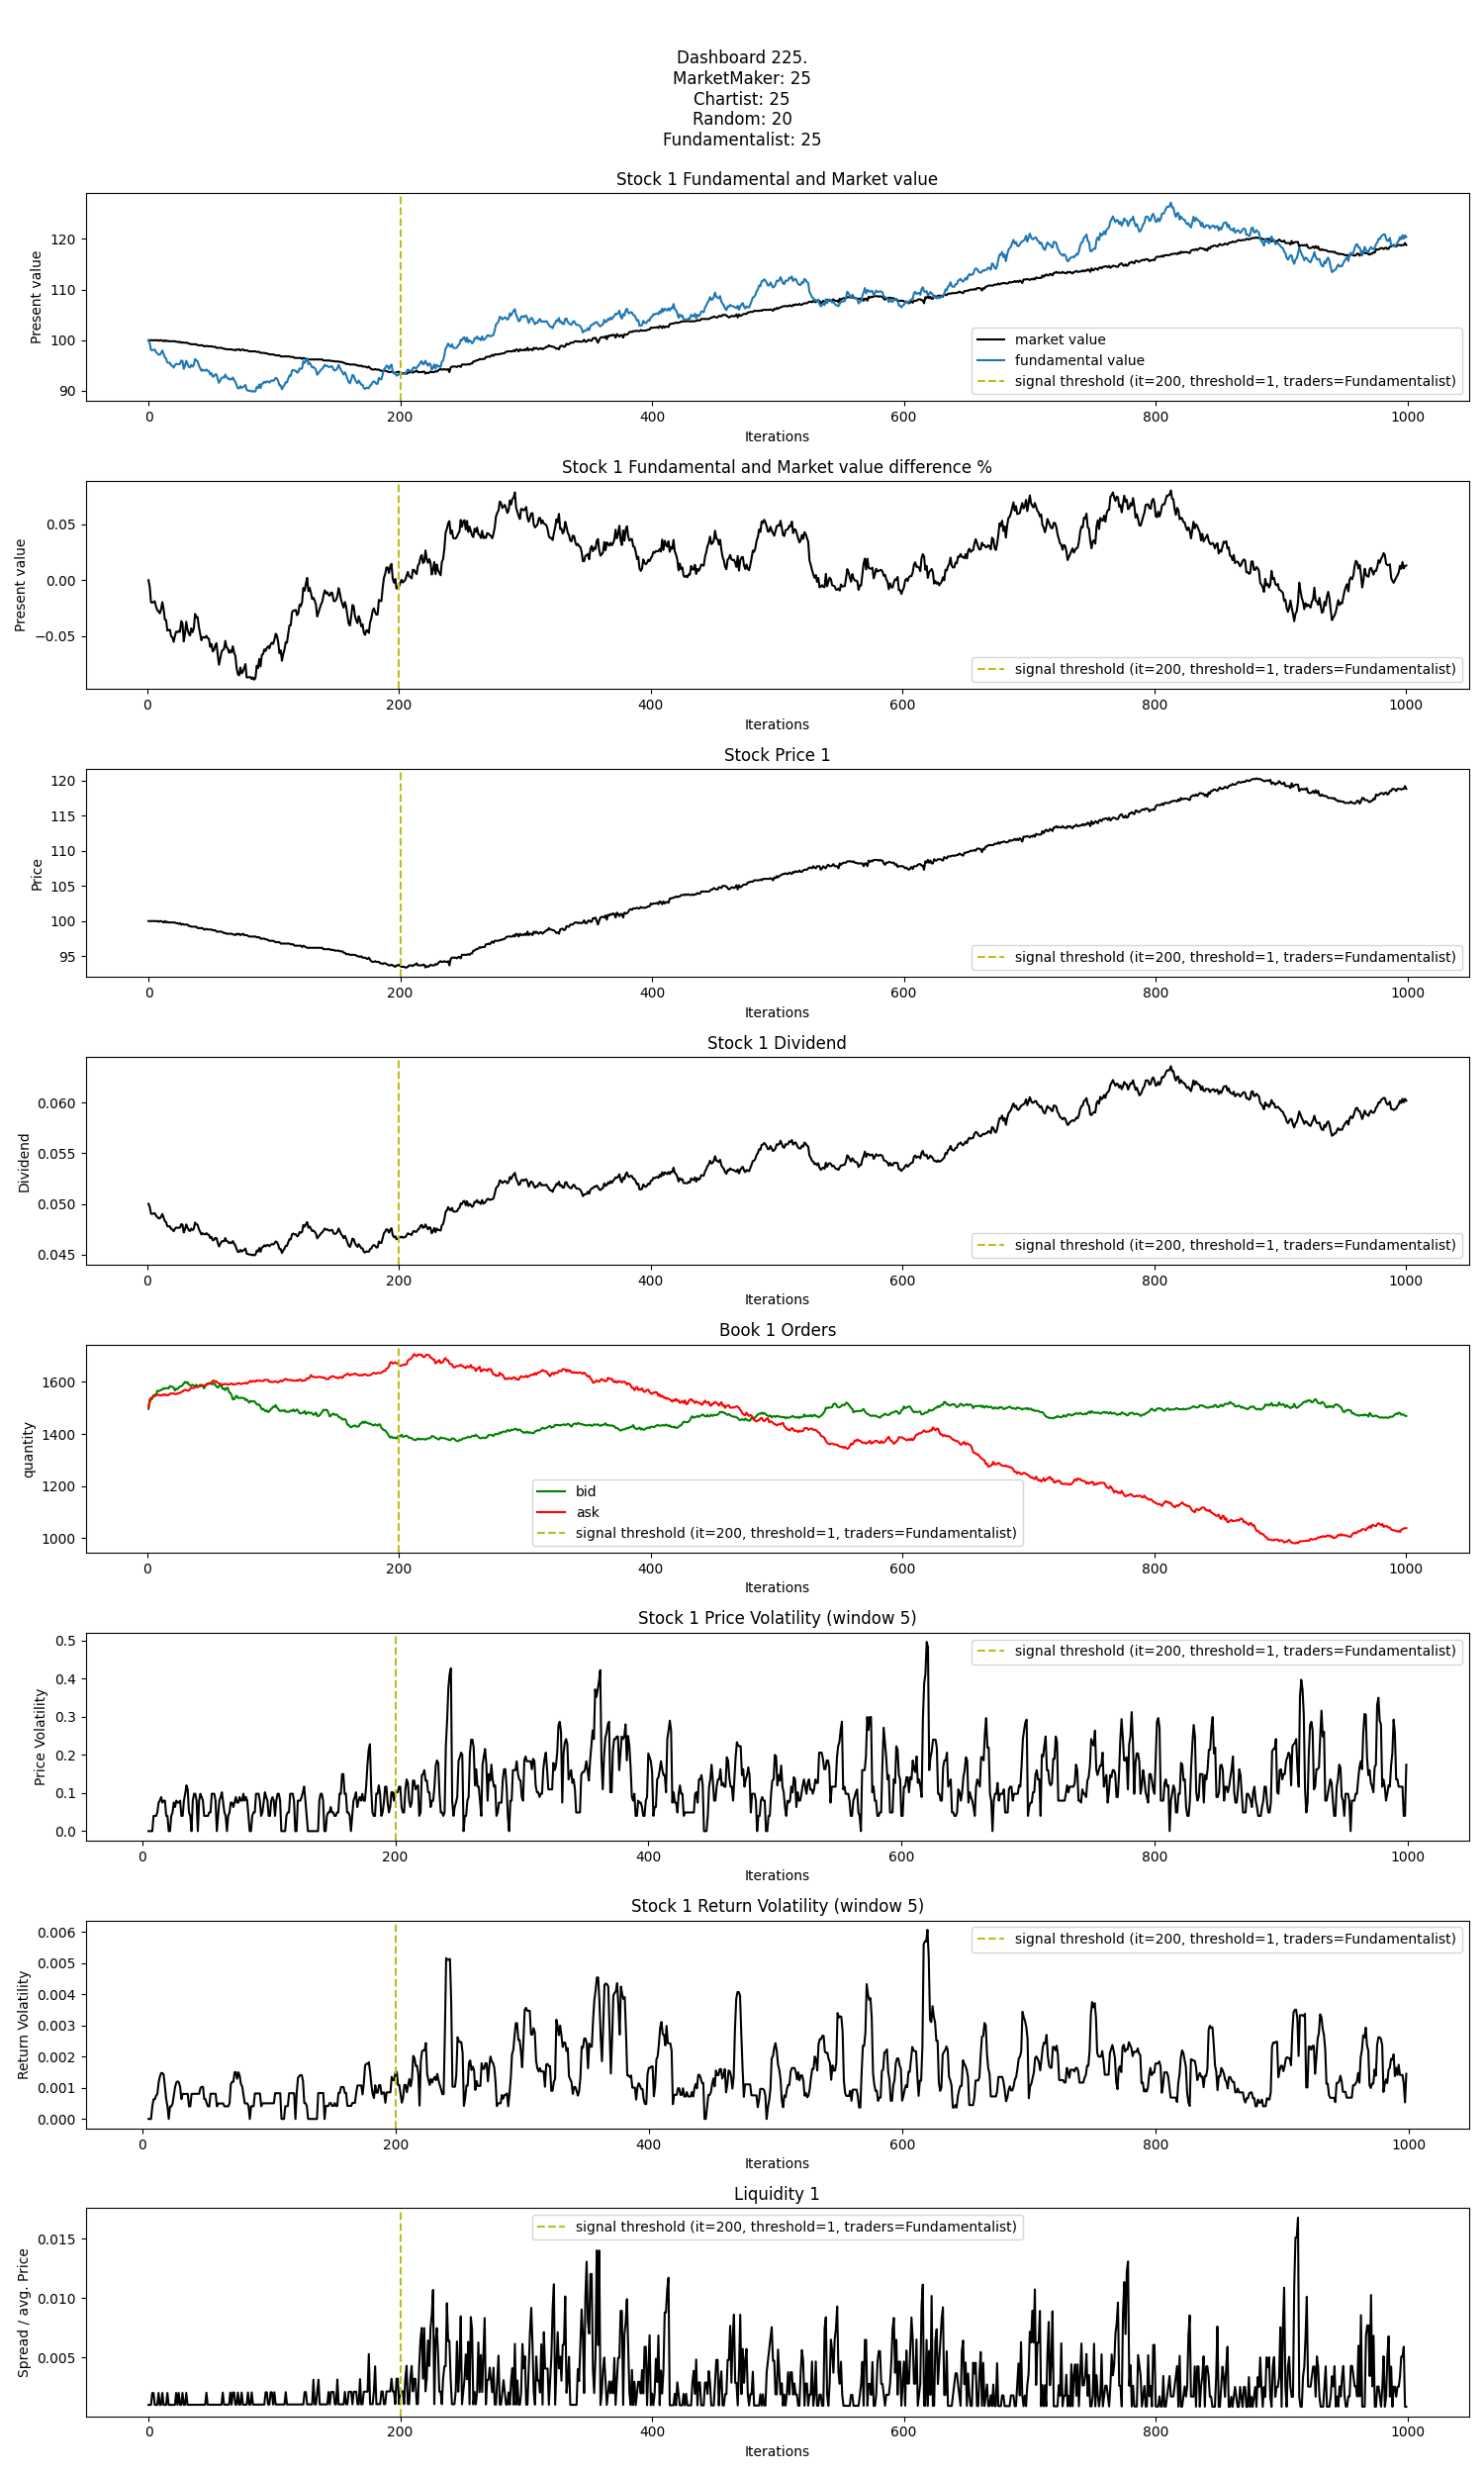 Dashboard 225.
MarketMaker: 25
Chartist: 25
Random: 20
Fundamentalist: 25
Stock 1 Fundamental and Market value
Present value
120
110
100
90
market value
fundamental value
signal threshold (it=200, threshold=1, traders=Fundamentalist)
0 200 400 600 800 1000
Iterations
Stock 1 Fundamental and Market value difference %
Present value
0.05
0.00
−0.05
signal threshold (it=200, threshold=1, traders=Fundamentalist)
0 200 400 600 800 1000
Iterations
Stock Price 1
Price
120
115
110
105
100
95
signal threshold (it=200, threshold=1, traders=Fundamentalist)
0 200 400 600 800 1000
Iterations
Stock 1 Dividend
Dividend
0.060
0.055
0.050
0.045
signal threshold (it=200, threshold=1, traders=Fundamentalist)
0 200 400 600 800 1000
Iterations
Book 1 Orders
quantity
1600
1400
1200
1000
bid
ask
signal threshold (it=200, threshold=1, traders=Fundamentalist)
0 200 400 600 800 1000
Iterations
Stock 1 Price Volatility (window 5)
Price Volatility
0.5
0.4
0.3
0.2
0.1
0.0
signal threshold (it=200, threshold=1, traders=Fundamentalist)
0 200 400 600 800 1000
Iterations
Stock 1 Return Volatility (window 5)
Return Volatility
0.006
0.005
0.004
0.003
0.002
0.001
0.000
signal threshold (it=200, threshold=1, traders=Fundamentalist)
0 200 400 600 800 1000
Iterations
Liquidity 1
Spread / avg. Price
0.015
0.010
0.005
signal threshold (it=200, threshold=1, traders=Fundamentalist)
0 200 400 600 800 1000
Iterations